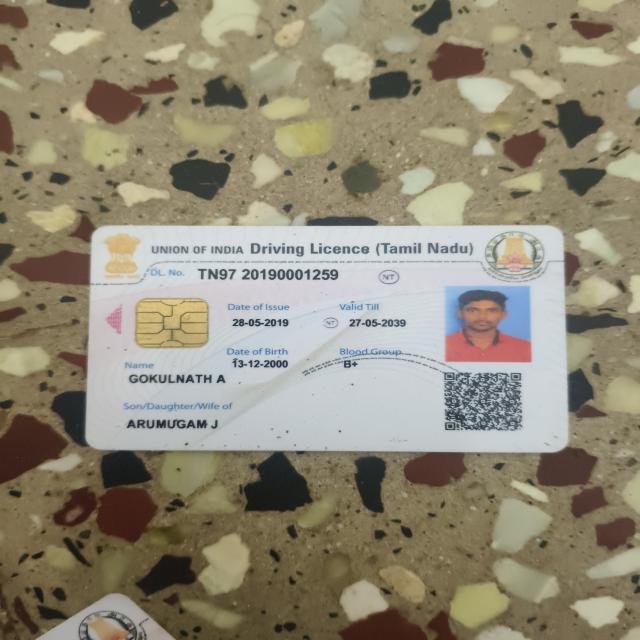 UNION OF INDIA Driving Licence (Tamil Nadu)
DL. No. TN97 20190001259 NT
Date of Issue Valid Till
28-05-2019 NT 27-05-2039
Date of Birth Blood Group
13-12-2000 B+
Name
GOKULNATH A
Son/Daughter/Wife of
ARUMUGAM J